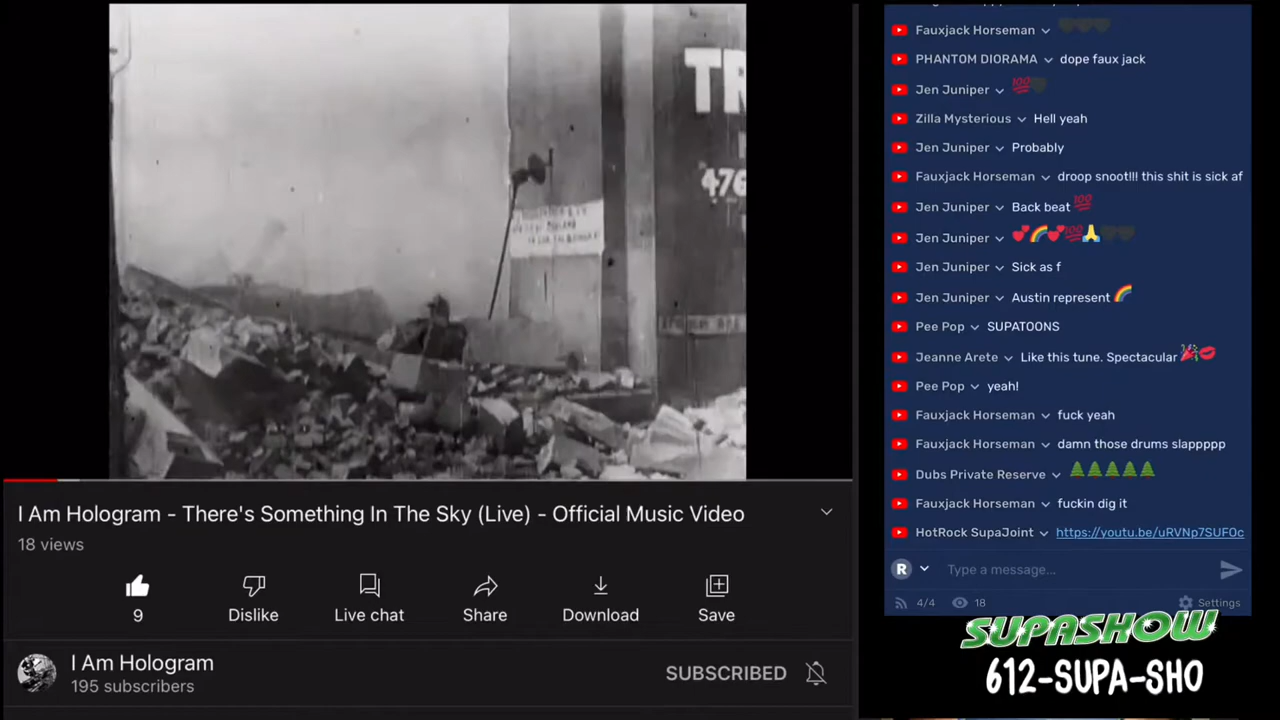 TR
476
I Am Hologram - There's Something In The Sky (Live) - Official Music Video
18 views
9
Dislike
Live chat
Share
Download
Save
I Am Hologram
195 subscribers
SUBSCRIBED
Fauxjack Horseman
PHANTOM DIORAMA dope faux jack
Jen Juniper 💯🖤
Zilla Mysterious Hell yeah
Jen Juniper Probably
Fauxjack Horseman droop snoot!!! this shit is sick af
Jen Juniper Back beat 💯
Jen Juniper 💕🌈💕💯🙏🖤🖤
Jen Juniper Sick as f
Jen Juniper Austin represent 🌈
Pee Pop SUPATOONS
Jeanne Arete Like this tune. Spectacular 🎉💋
Pee Pop yeah!
Fauxjack Horseman fuck yeah
Fauxjack Horseman damn those drums slappppp
Dubs Private Reserve 🌲🌲🌲🌲🌲
Fauxjack Horseman fuckin dig it
HotRock SupaJoint https://youtu.be/uRVNp7SUFOc
R Type a message...
4/4 18 Settings
SUPASHOW
612-SUPA-SHO